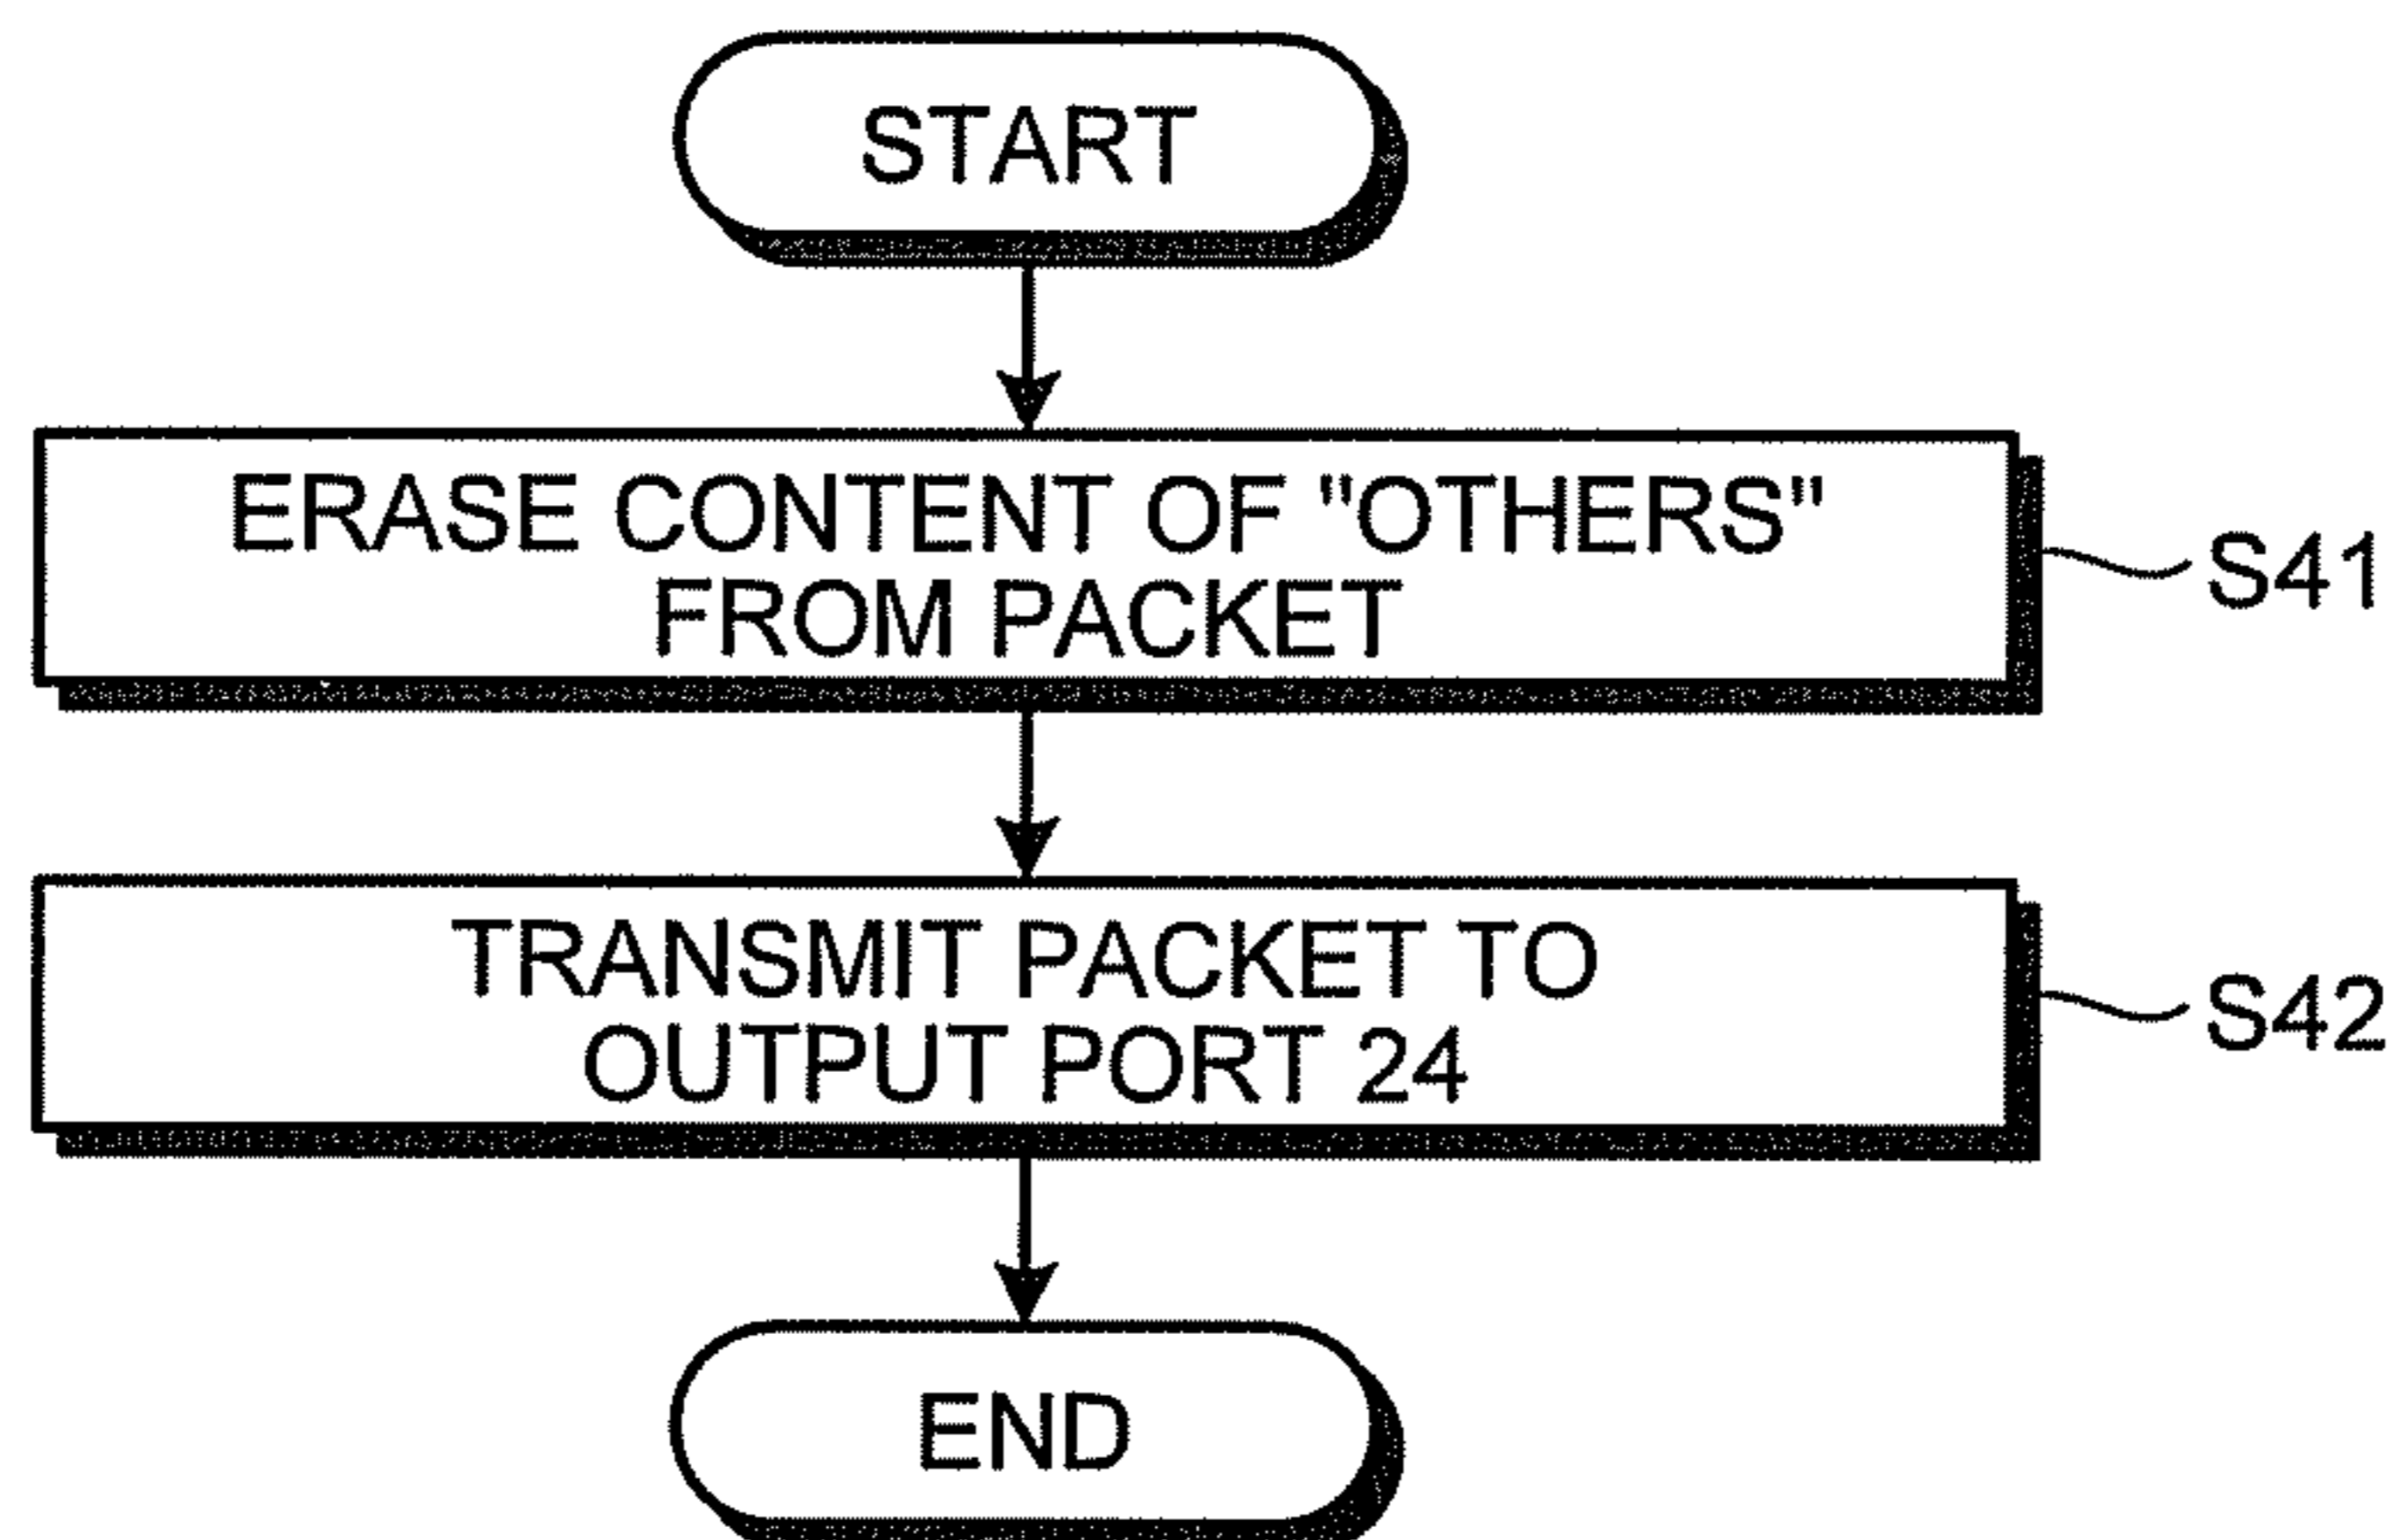 START
ERASE CONTENT OF "OTHERS"
FROM PACKET
S41
TRANSMIT PACKET TO
OUTPUT PORT 24
S42
END